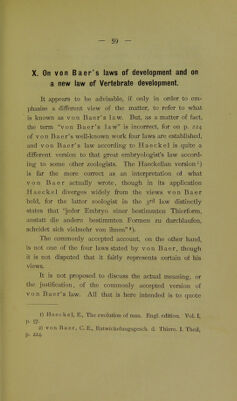 — 59 —
X. On von Baer's laws of development and on
a new law of Vertebrate development.
It appears to be advisable, if only in order to em-
phasize a different view of the matter, to refer to what
is known as von Baer's law. But, as a matter of fact,
the term "von Baer's law" is incorrect, for on p. 224
of von Baer's well-known work four laws are established,
and von Baer's law according to Haeckel is quite a
different version to that great embryologist's law accord-
ing to some other zoologists. The Haeckelian version ¹)
is far the more correct as an interpretation of what
von Baer actually wrote, though in its application
Haeckel diverges widely from the views von Baer
held, for the latter zoologist in the 3rd law distinctly
states that "jeder Embryo einer bestimmten Thierform,
anstatt die andern bestimmten Formen zu durchlaufen,
scheidet sich vielmehr von ihnen" ²).
The commonly accepted account, on the other hand,
is not one of the four laws stated by von Baer, though
it is not disputed that it fairly represents certain of his
views.
It is not proposed to discuss the actual meaning, or
the justification, of the commonly accepted version of
von Baer's law. All that is here intended is to quote
1) Haeckel, E., The evolution of man. Engl. edition. Vol. I,
p. 57.
2) von Baer, C. E., Entwickelungsgesch. d. Thiere. I. Theil,
p. 224.